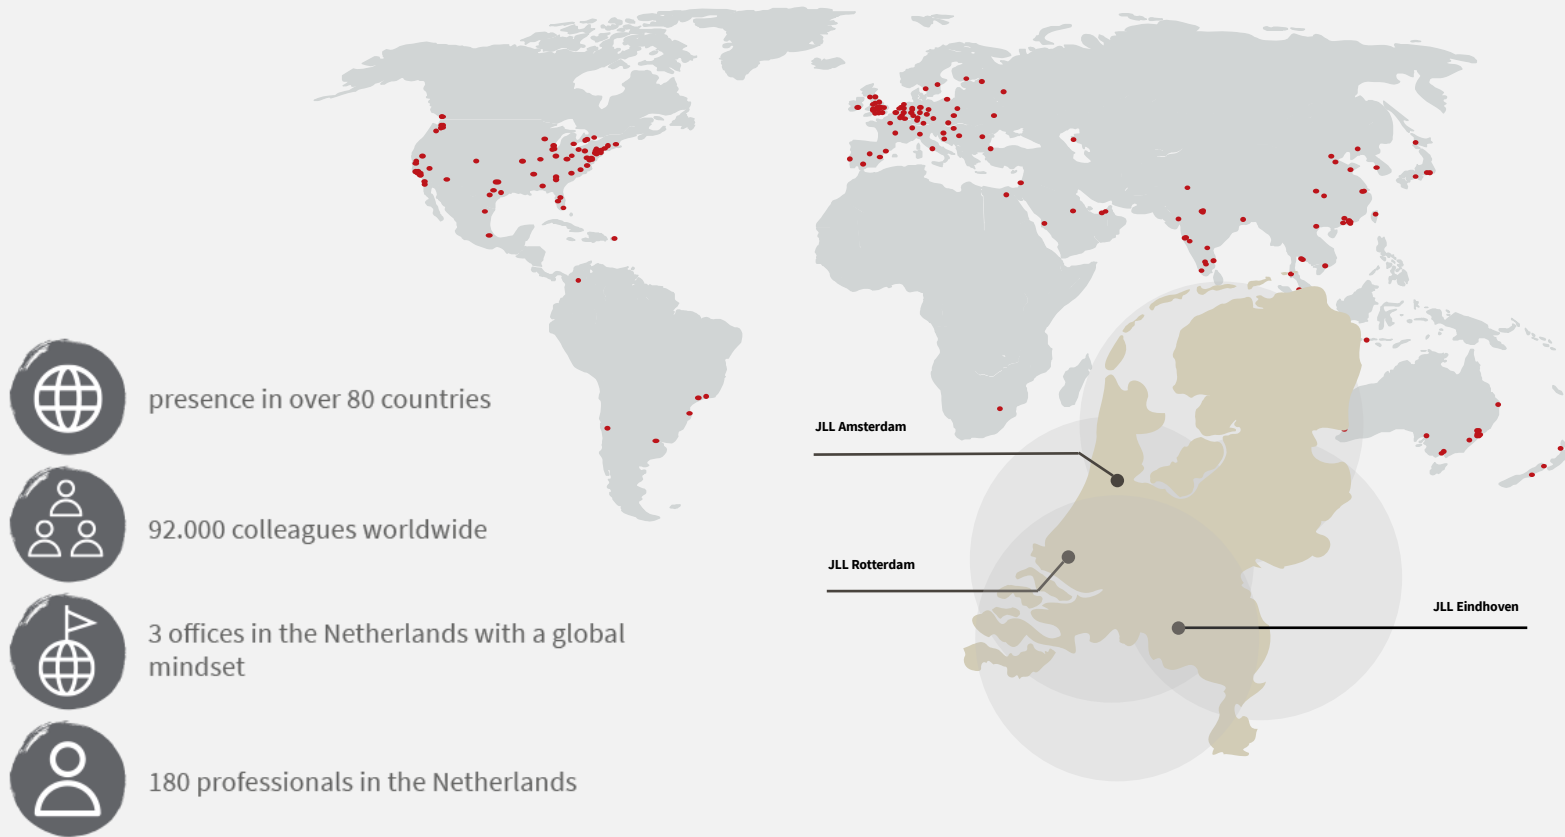 presence in over 80 countries
92.000 colleagues worldwide
3 offices in the Netherlands with a global
mindset
180 professionals in the Netherlands
JLL Amsterdam
JLL Rotterdam
JLL Eindhoven